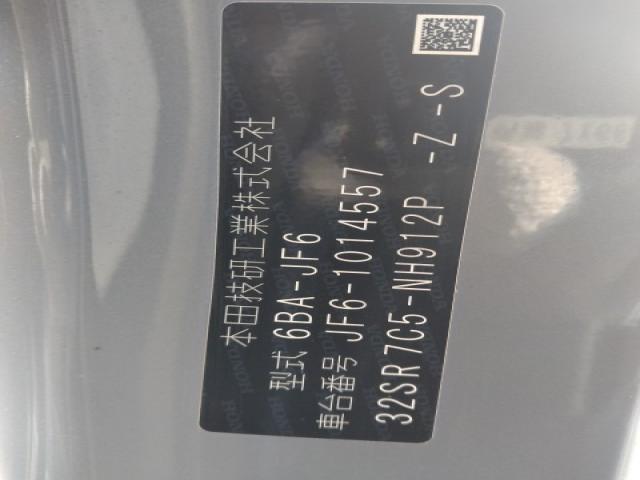 本田技研工業株式会社
型式 6BA-JF6
車台番号 JF6-1014557
32SR7C5-NH912P -Z-S